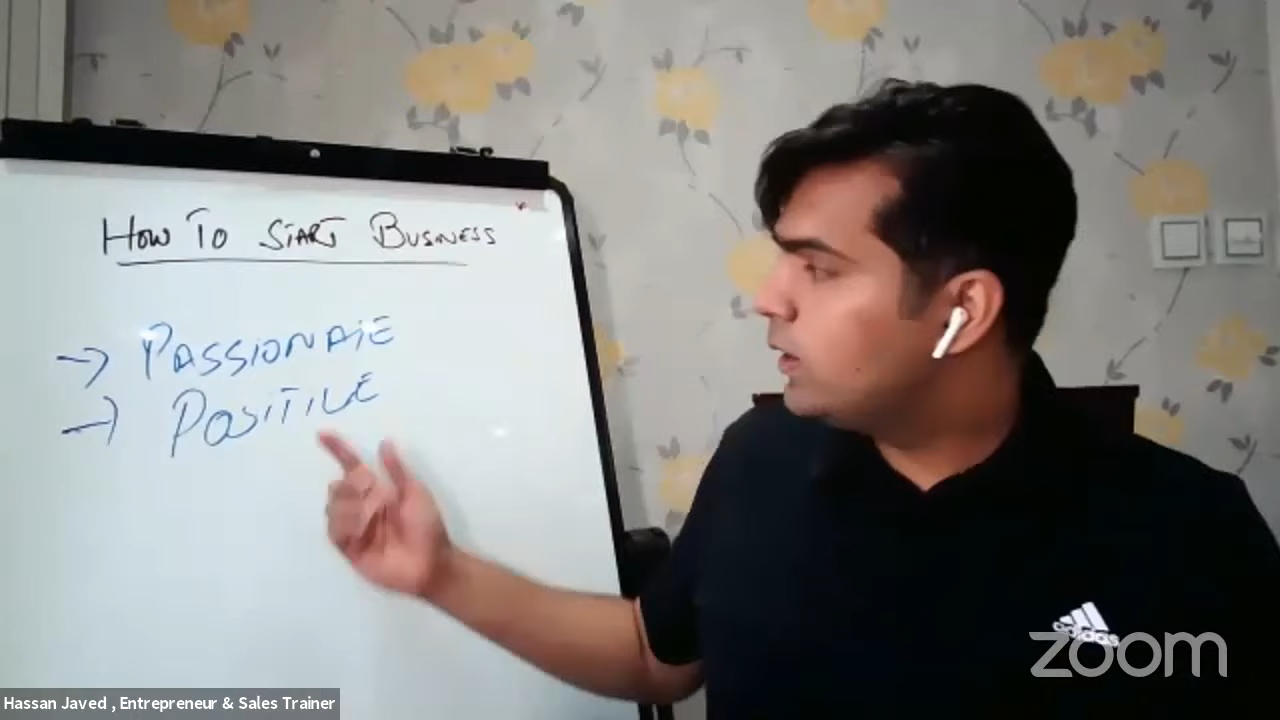 HOW TO START BUSINESS
→ PASSIONATE
→ POSITIVE
adidas
zoom
Hassan Javed , Entrepreneur & Sales Trainer